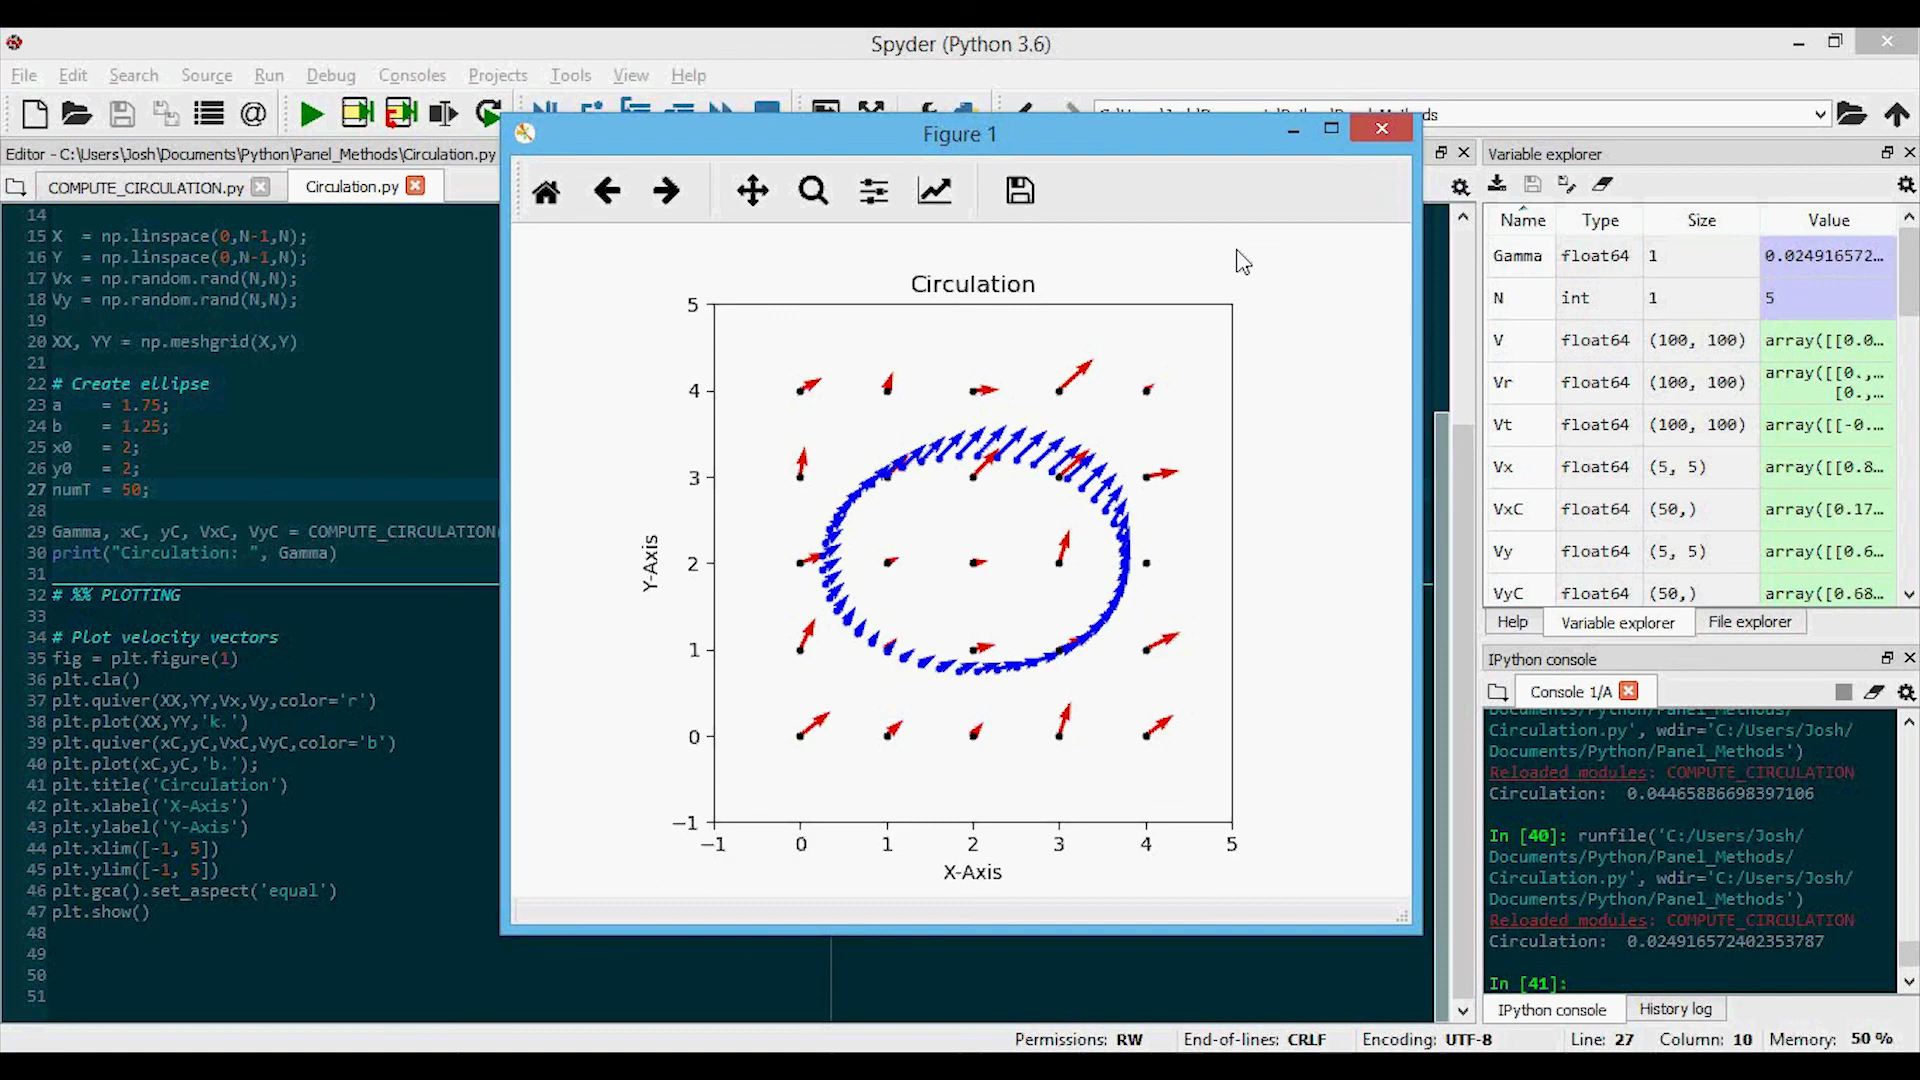 Spyder (Python 3.6)
File Edit Search Source Run Debug Consoles Projects Tools View Help
Editor - C:\Users\Josh\Documents\Python\Panel_Methods\Circulation.py
COMPUTE_CIRCULATION.py
Circulation.py
14
15 X = np.linspace(0,N-1,N);
16 Y = np.linspace(0,N-1,N);
17 Vx = np.random.rand(N,N);
18 Vy = np.random.rand(N,N);
19
20 XX, YY = np.meshgrid(X,Y)
21
22 # Create ellipse
23 a = 1.75;
24 b = 1.25;
25 x0 = 2;
26 y0 = 2;
27 numT = 50;
28
29 Gamma, xC, yC, VxC, VyC = COMPUTE_CIRCULATION(
30 print("Circulation: ", Gamma)
31
32 # %% PLOTTING
33
34 # Plot velocity vectors
35 fig = plt.figure(1)
36 plt.cla()
37 plt.quiver(XX,YY,Vx,Vy,color='r')
38 plt.plot(XX,YY,'k.')
39 plt.quiver(xC,yC,VxC,VyC,color='b')
40 plt.plot(xC,yC,'b.');
41 plt.title('Circulation')
42 plt.xlabel('X-Axis')
43 plt.ylabel('Y-Axis')
44 plt.xlim([-1, 5])
45 plt.ylim([-1, 5])
46 plt.gca().set_aspect('equal')
47 plt.show()
48
49
50
51
Figure 1
Circulation
5
4
3
2
1
0
−1
Y-Axis
−1 0 1 2 3 4 5
X-Axis
Variable explorer
Name Type Size Value
Gamma float64 1 0.024916572...
N int 1 5
V float64 (100, 100) array([[0.0...
Vr float64 (100, 100) array([[0.,...
[0.,...
Vt float64 (100, 100) array([[-0....
Vx float64 (5, 5) array([[0.8...
VxC float64 (50,) array([0.17...
Vy float64 (5, 5) array([[0.6...
VyC float64 (50,) array([0.68...
Help Variable explorer File explorer
IPython console
Console 1/A
Documents/Python/Panel_Methods/
Circulation.py', wdir='C:/Users/Josh/
Documents/Python/Panel_Methods')
Reloaded modules: COMPUTE_CIRCULATION
Circulation: 0.04465886698397106
In [40]: runfile('C:/Users/Josh/
Documents/Python/Panel_Methods/
Circulation.py', wdir='C:/Users/Josh/
Documents/Python/Panel_Methods')
Reloaded modules: COMPUTE_CIRCULATION
Circulation: 0.024916572402353787
In [41]:
IPython console History log
Permissions: RW End-of-lines: CRLF Encoding: UTF-8 Line: 27 Column: 10 Memory: 50 %